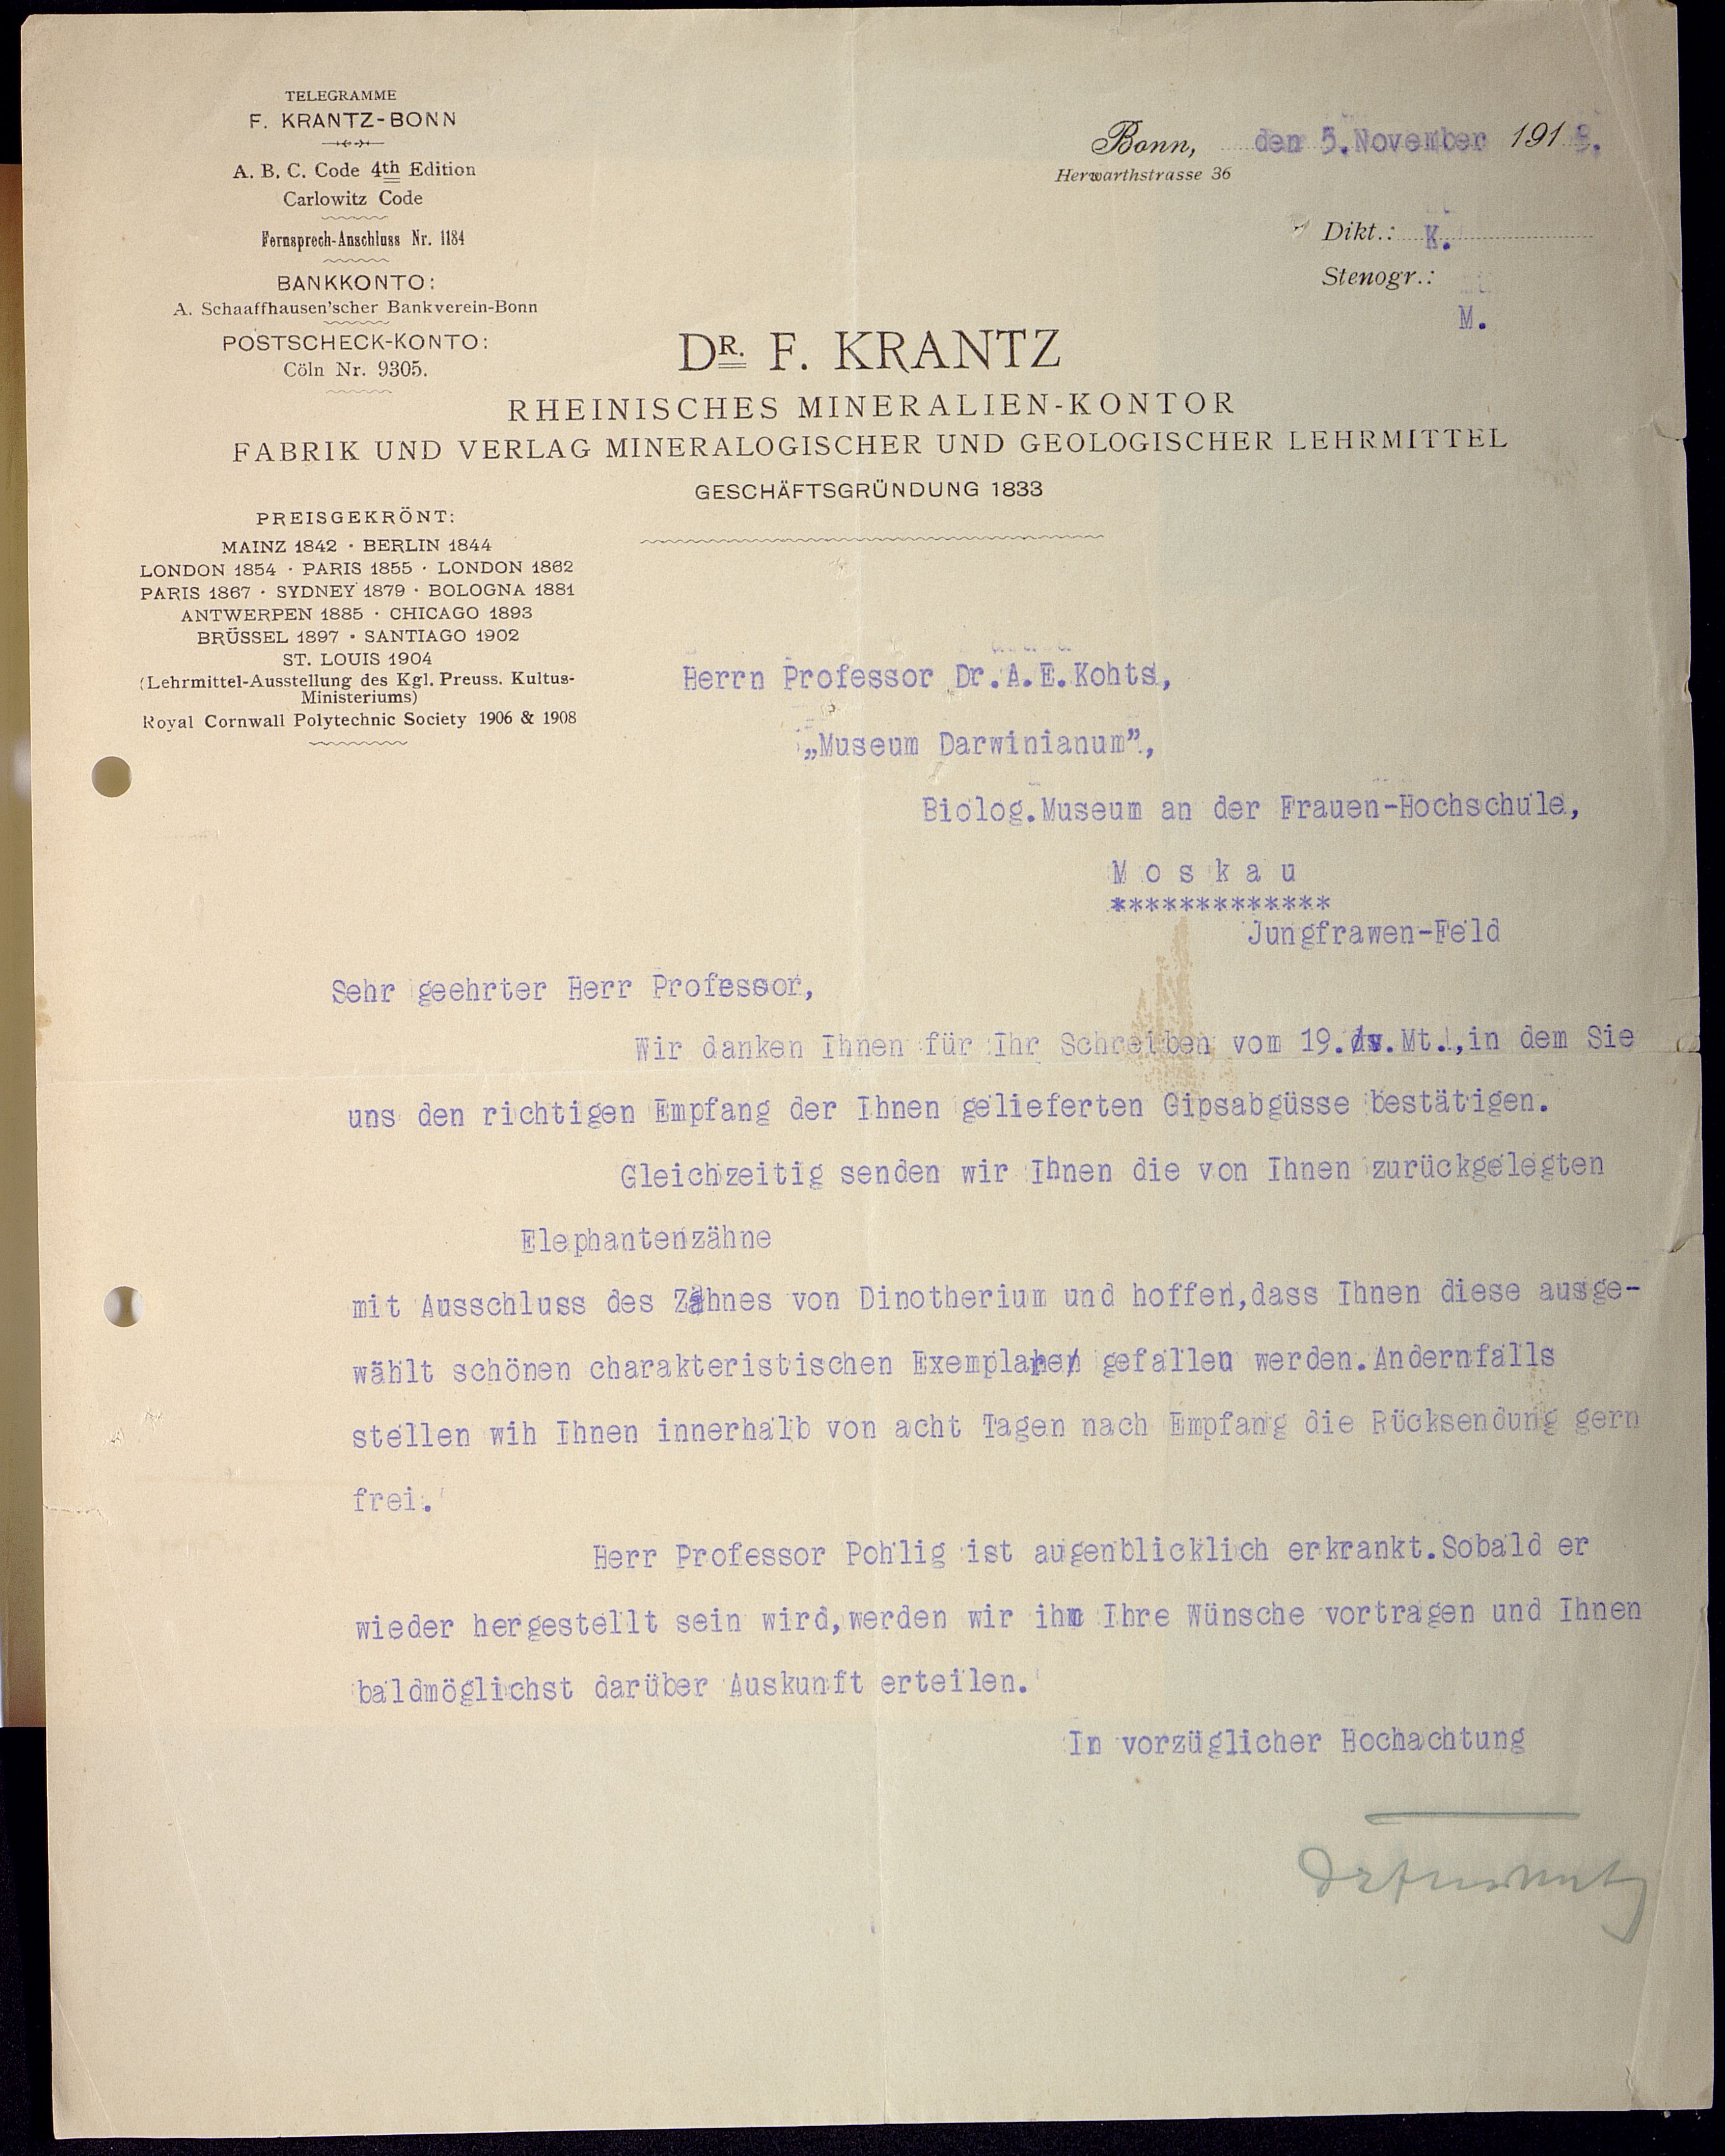 TELEGRAMME
F. KRANTZ-BONN
A. B. C. Code 4th Edition
Carlowitz Code
Fernsprech-Anschluss Nr. 1184
BANKKONTO:
A. Schaaffhausen'scher Bankverein-Bonn
POSTSCHECK-KONTO:
Cöln Nr. 9305.
Bonn, den 5.November 191
Herwarthstrasse 36
Dikt.: K.
Stenogr.:
M.
DR. F. KRANTZ
RHEINISCHES MINERALIEN-KONTOR
FABRIK UND VERLAG MINERALOGISCHER UND GEOLOGISCHER LEHRMITTEL
GESCHÄFTSGRÜNDUNG 1833
PREISGEKRÖNT:
MAINZ 1842 · BERLIN 1844
LONDON 1854 · PARIS 1855 · LONDON 1862
PARIS 1867 · SYDNEY 1879 · BOLOGNA 1881
ANTWERPEN 1885 · CHICAGO 1893
BRÜSSEL 1897 · SANTIAGO 1902
ST. LOUIS 1904
(Lehrmittel-Ausstellung des Kgl. Preuss. Kultus-
Ministeriums)
Royal Cornwall Polytechnic Society 1906 & 1908
Herrn Professor Dr.A.E.Kohts,
„Museum Darwinianum”,
Biolog.Museum an der Frauen-Hochschule,
M o s k a u
*************
Jungfrawen-Feld
Sehr geehrter Herr Professor,
Wir danken Ihnen für Ihr Schreiben vom 19.v.Mt.,in dem Sie
uns den richtigen Empfang der Ihnen gelieferten Gipsabgüsse bestätigen.
Gleichzeitig senden wir Ihnen die von Ihnen zurückgelegten
Elephantenzähne
mit Ausschluss des Zahnes von Dinotherium und hoffen,dass Ihnen diese ausge-
wählt schönen charakteristischen Exemplare gefallen werden.Andernfalls
stellen wih Ihnen innerhalb von acht Tagen nach Empfang die Rücksendung gern
frei.
Herr Professor Pohlig ist augenblicklich erkrankt.Sobald er
wieder hergestellt sein wird,werden wir ihm Ihre Wünsche vortragen und Ihnen
baldmöglichst darüber Auskunft erteilen.
In vorzüglicher Hochachtung
Dr F Krantz